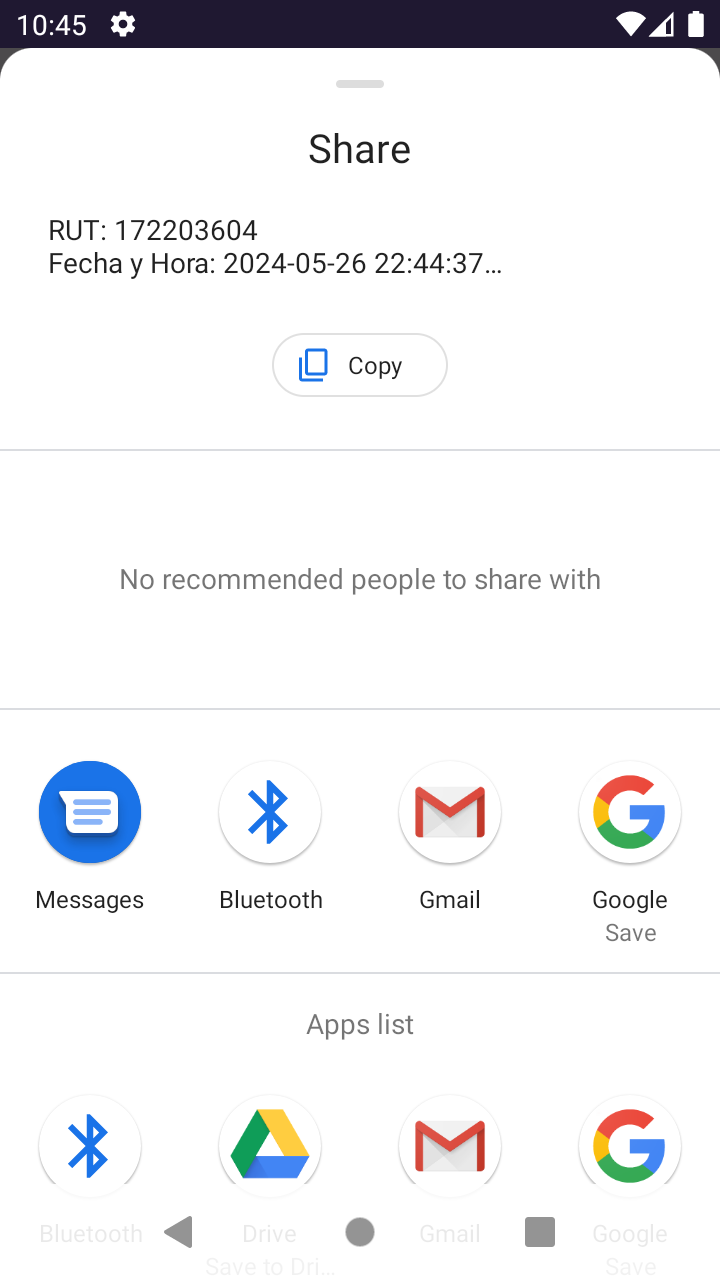 10:45
Share
RUT: 172203604
Fecha y Hora: 2024-05-26 22:44:37…
Copy
No recommended people to share with
Messages
Bluetooth
Gmail
Google
Save
Apps list
Bluetooth
Drive
Gmail
Google
Save to Dri…
Save